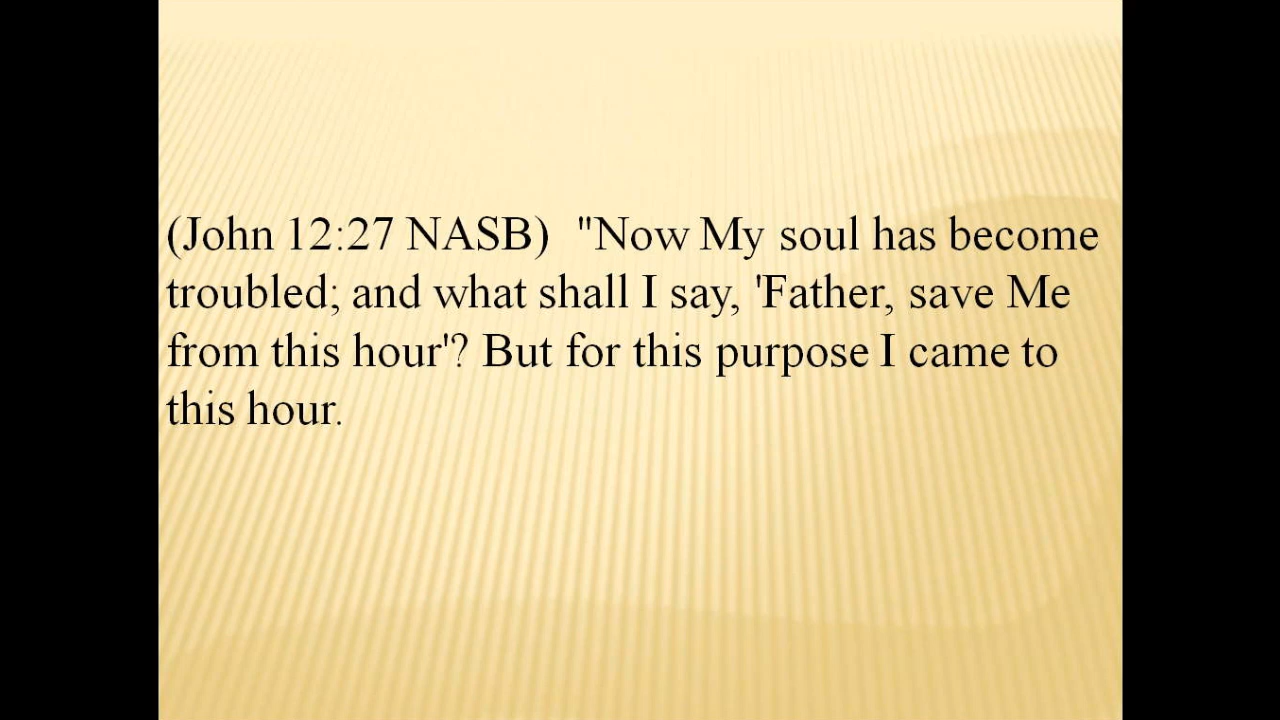 (John 12:27 NASB)  "Now My soul has become
troubled; and what shall I say, 'Father, save Me
from this hour'? But for this purpose I came to
this hour.